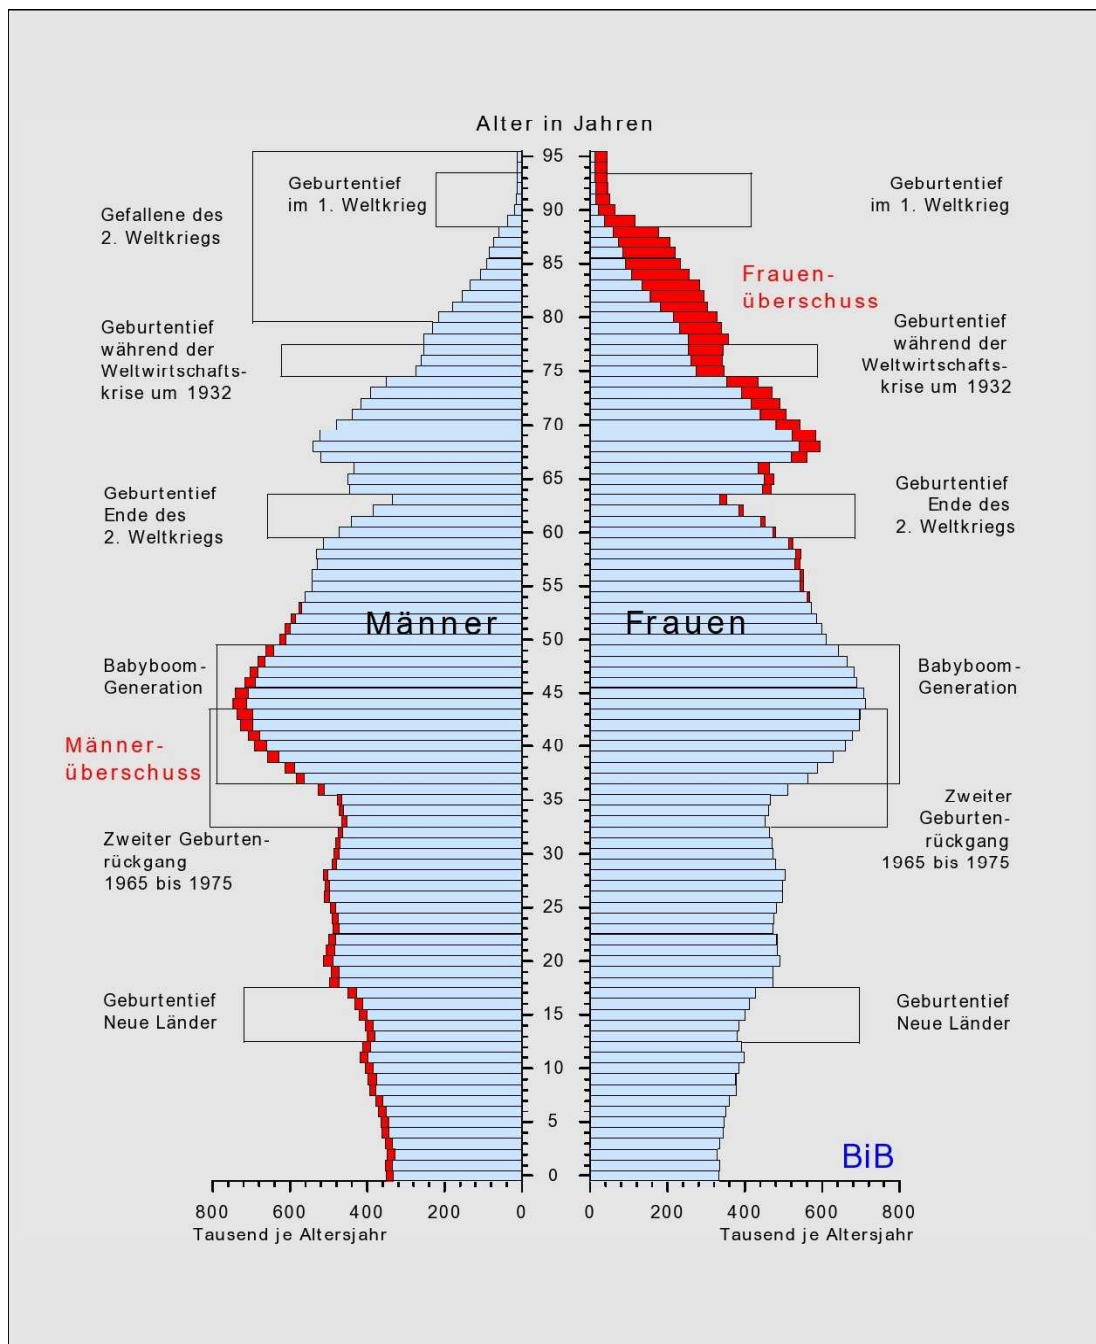 Alter in Jahren
95
90
85
80
75
70
65
60
55
50
45
40
35
30
25
20
15
10
5
0
Gefallene des
2. Weltkriegs
Geburtentief
im 1. Weltkrieg
Geburtentief
während der
Weltwirtschafts-
krise um 1932
Geburtentief
Ende des
2. Weltkriegs
Männer
Babyboom-
Generation
Männer-
überschuss
Zweiter Geburten-
rückgang
1965 bis 1975
Geburtentief
Neue Länder
800 600 400 200 0
Tausend je Altersjahr
Geburtentief
im 1. Weltkrieg
Frauen-
überschuss
Geburtentief
während der
Weltwirtschafts-
krise um 1932
Geburtentief
Ende des
2. Weltkriegs
Frauen
Babyboom-
Generation
Zweiter
Geburten-
rückgang
1965 bis 1975
Geburtentief
Neue Länder
BiB
0 200 400 600 800
Tausend je Altersjahr